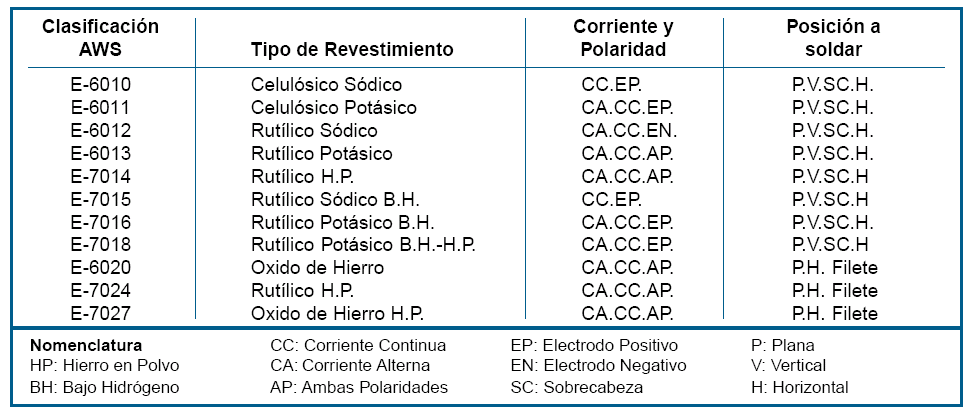 Clasificación AWS Tipo de Revestimiento Corriente y Polaridad Posición a soldar
E-6010 Celulósico Sódico CC.EP. P.V.SC.H.
E-6011 Celulósico Potásico CA.CC.EP. P.V.SC.H.
E-6012 Rutílico Sódico CA.CC.EN. P.V.SC.H.
E-6013 Rutílico Potásico CA.CC.AP. P.V.SC.H.
E-7014 Rutílico H.P. CA.CC.AP. P.V.SC.H
E-7015 Rutílico Sódico B.H. CC.EP. P.V.SC.H
E-7016 Rutílico Potásico B.H. CA.CC.EP. P.V.SC.H.
E-7018 Rutílico Potásico B.H.-H.P. CA.CC.EP. P.V.SC.H
E-6020 Oxido de Hierro CA.CC.AP. P.H. Filete
E-7024 Rutílico H.P. CA.CC.AP. P.H. Filete
E-7027 Oxido de Hierro H.P. CA.CC.AP. P.H. Filete
Nomenclatura CC: Corriente Continua EP: Electrodo Positivo P: Plana
HP: Hierro en Polvo CA: Corriente Alterna EN: Electrodo Negativo V: Vertical
BH: Bajo Hidrógeno AP: Ambas Polaridades SC: Sobrecabeza H: Horizontal